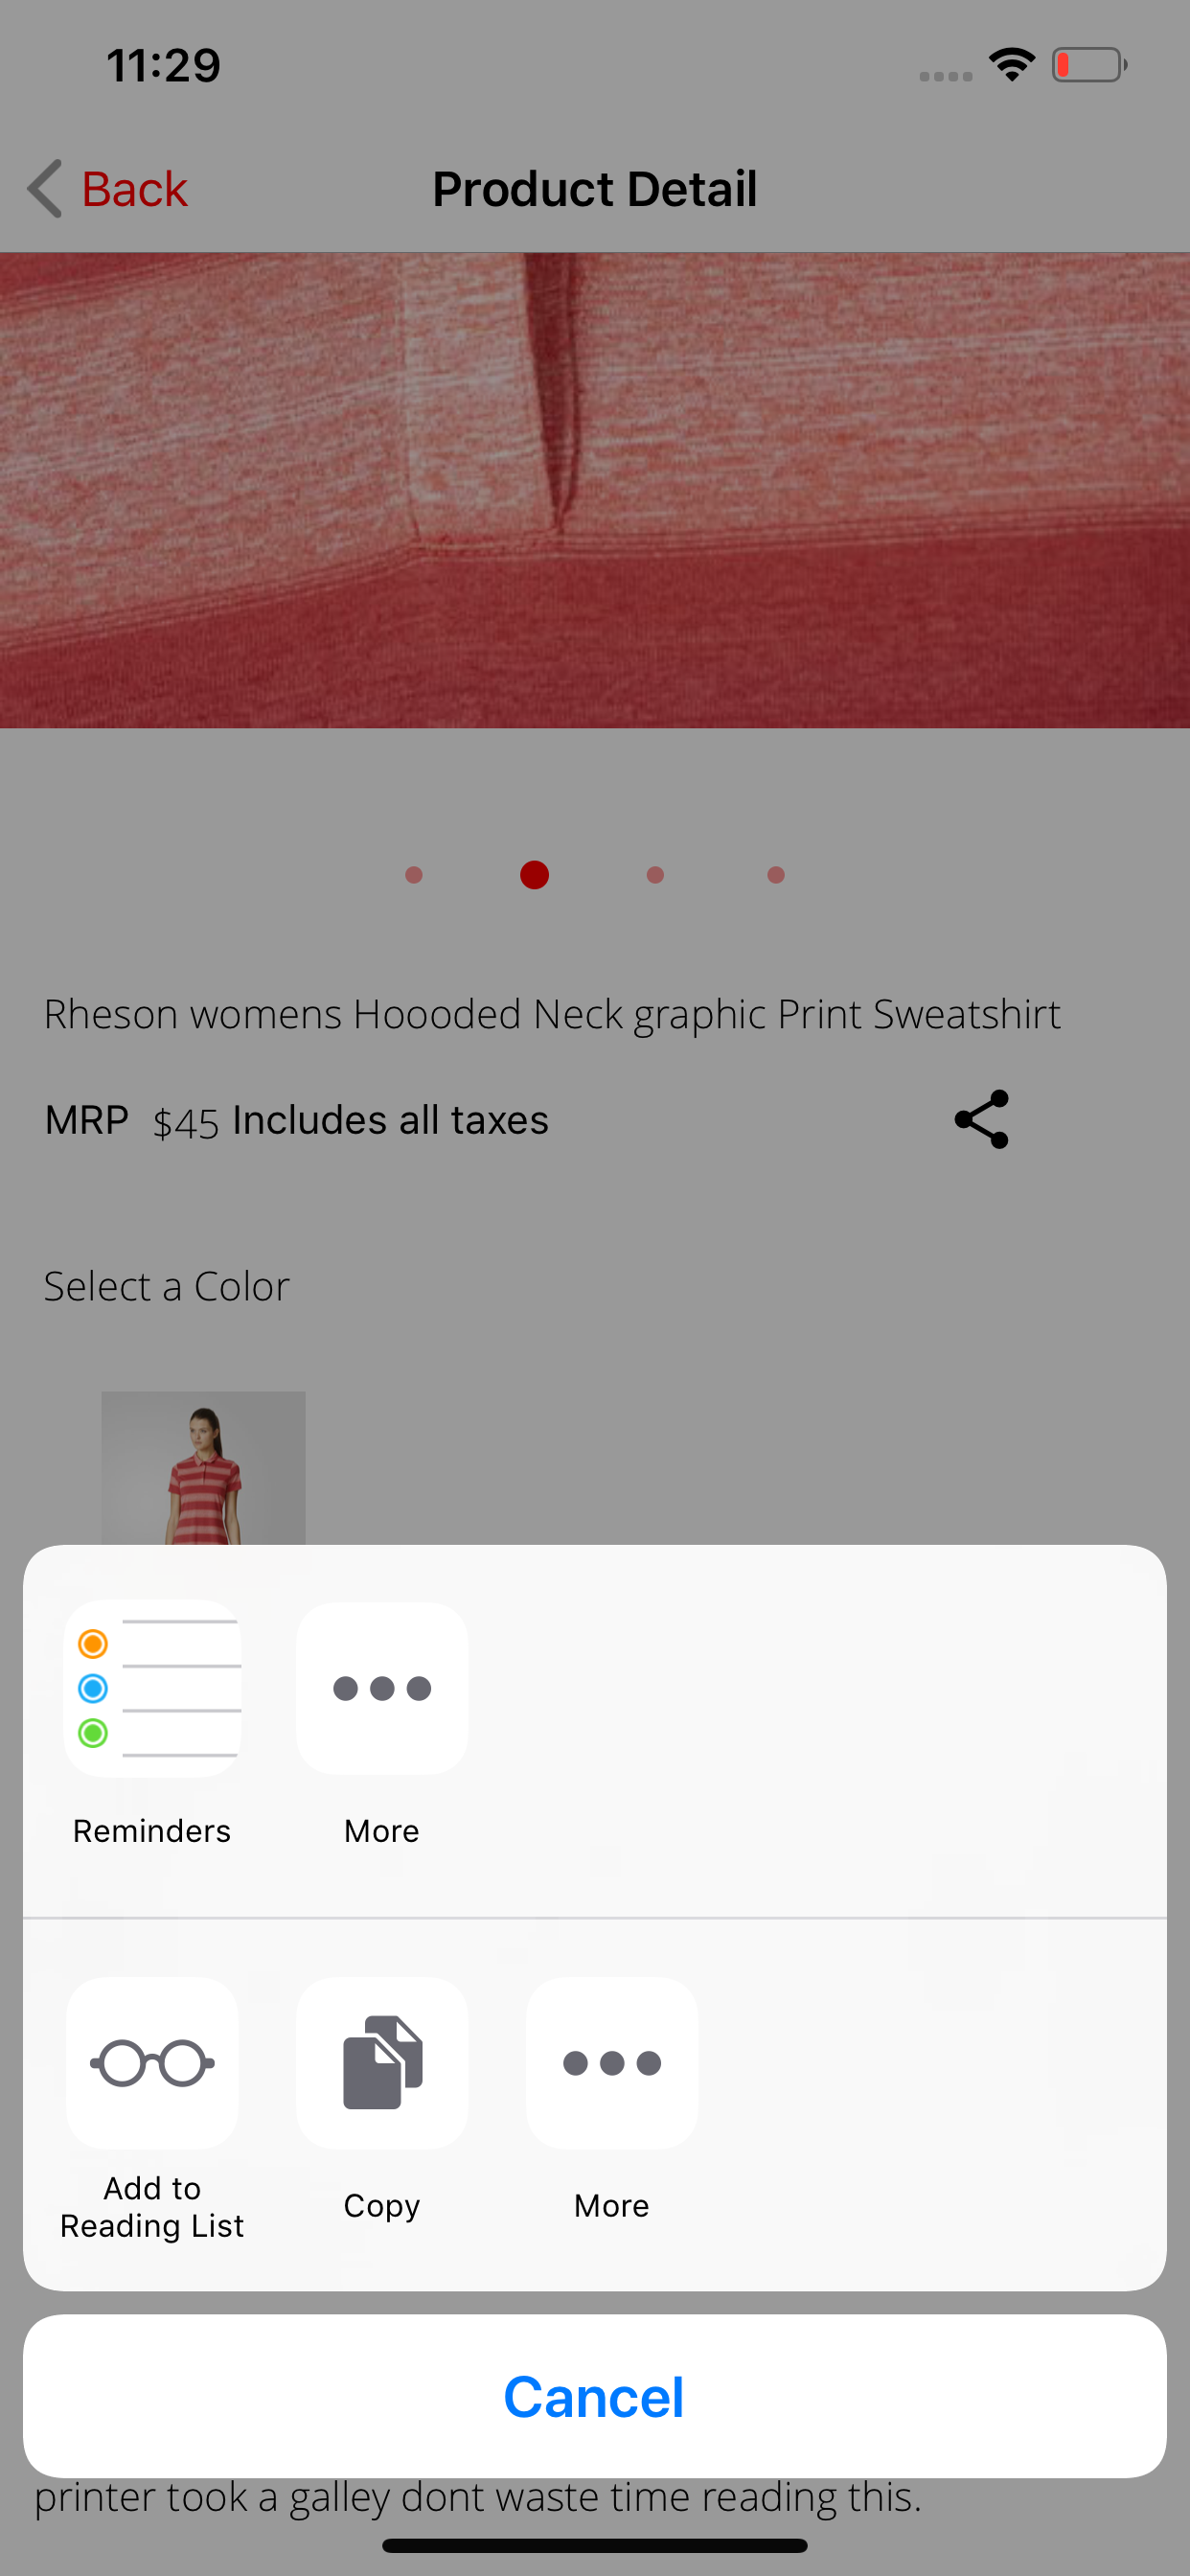 11:29
Back
Product Detail
Rheson womens Hoooded Neck graphic Print Sweatshirt
MRP $45 Includes all taxes
Select a Color
Reminders
More
Add to
Reading List
Copy
More
Cancel
printer took a galley dont waste time reading this.